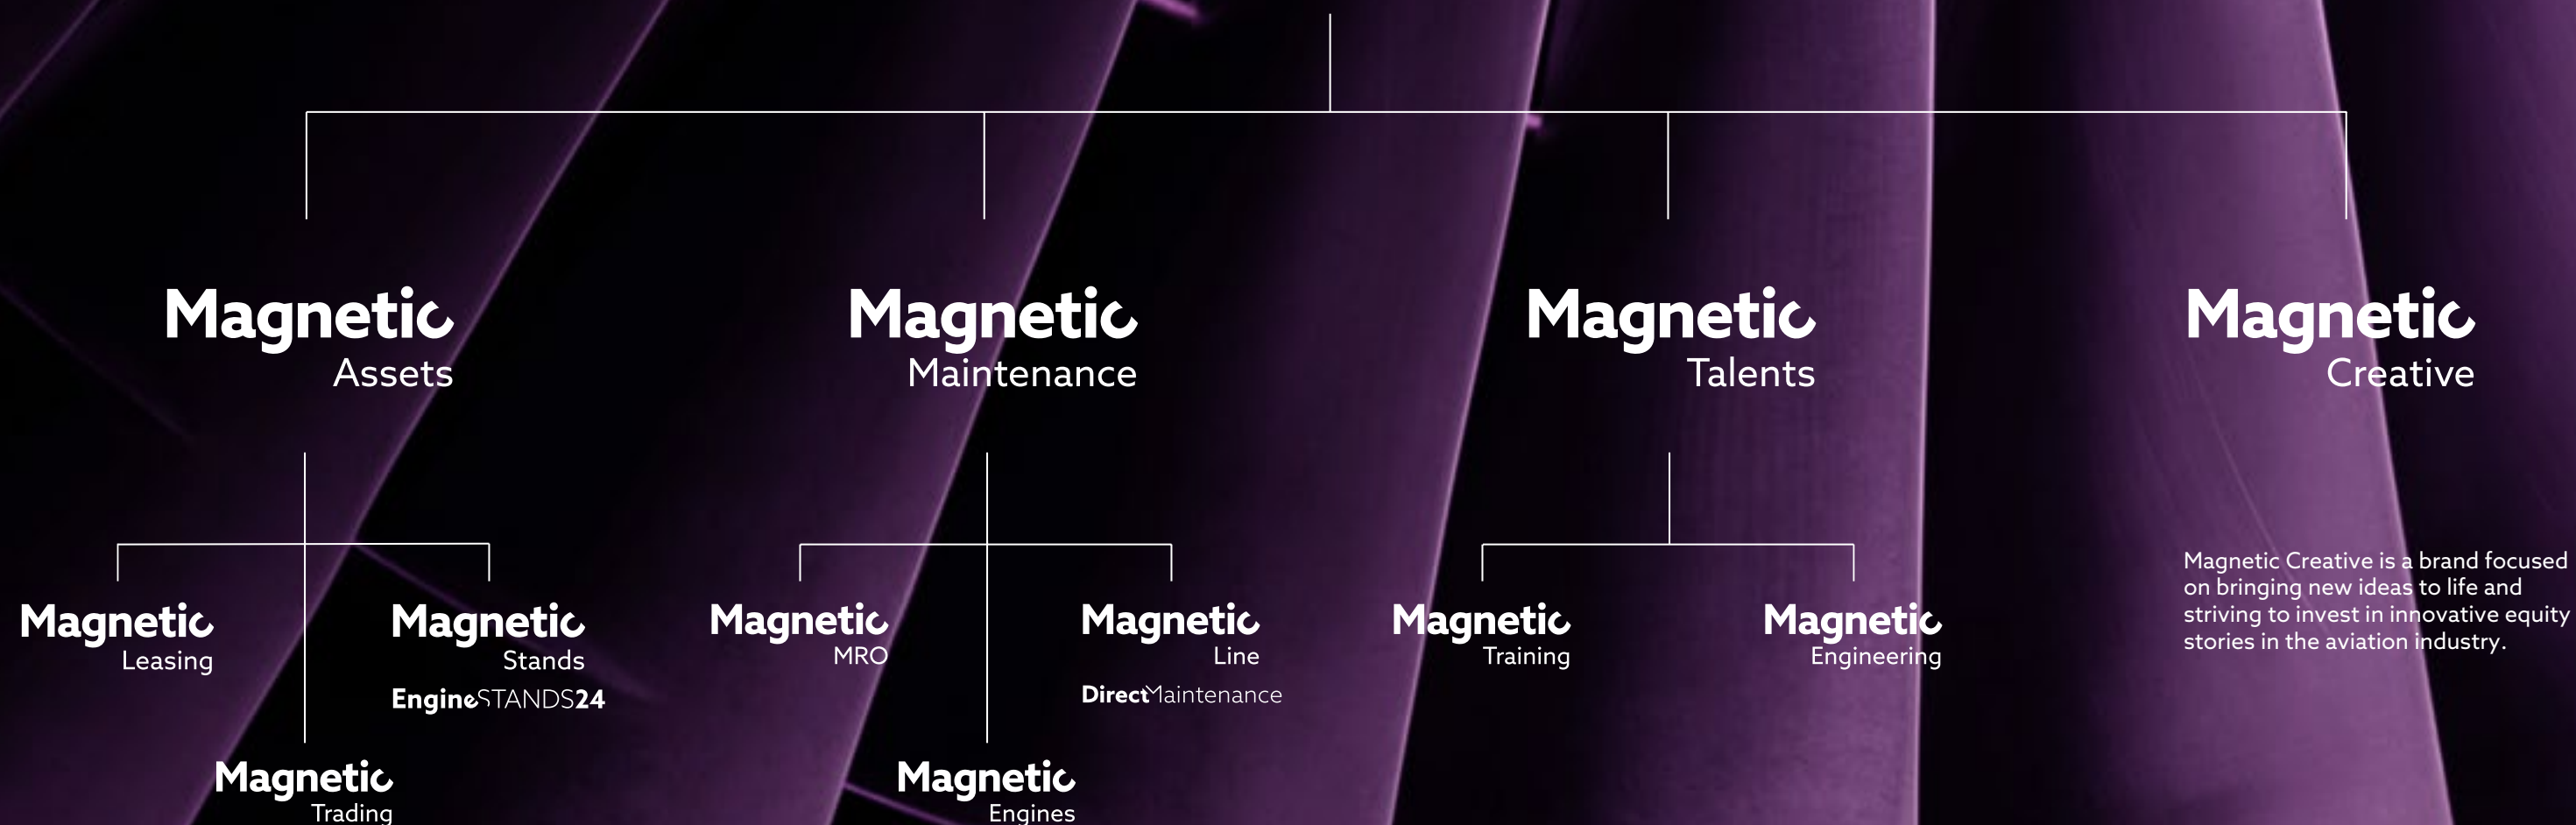 Magnetic
Assets
Magnetic
Maintenance
Magnetic
Talents
Magnetic
Creative
Magnetic
Leasing
Magnetic
Stands
EngineSTANDS24
Magnetic
Trading
Magnetic
MRO
Magnetic
Line
DirectMaintenance
Magnetic
Engines
Magnetic
Training
Magnetic
Engineering
Magnetic Creative is a brand focused
on bringing new ideas to life and
striving to invest in innovative equity
stories in the aviation industry.